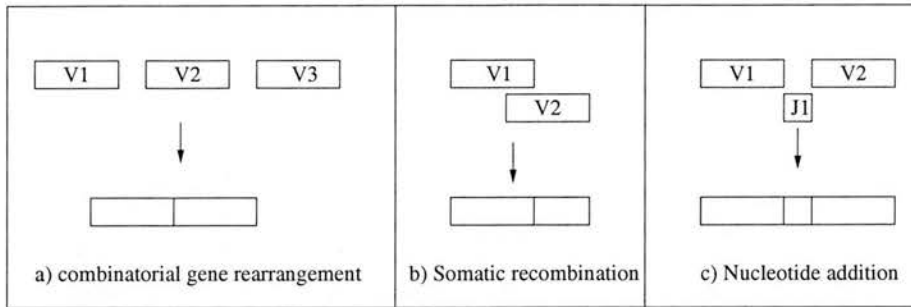 V1 V2 V3
a) combinatorial gene rearrangement
V1
V2
b) Somatic recombination
V1 V2
J1
c) Nucleotide addition